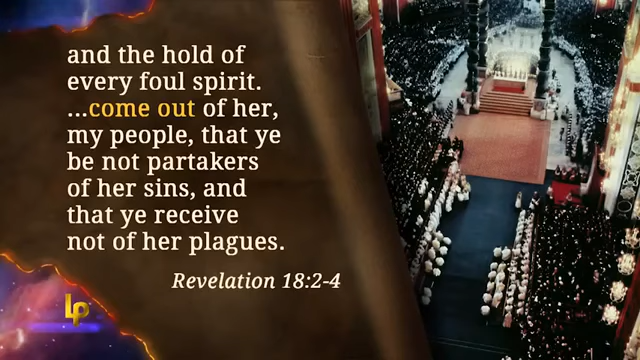 and the hold of
every foul spirit.
...come out of her,
my people, that ye
be not partakers
of her sins, and
that ye receive
not of her plagues.
Revelation 18:2-4
Lp